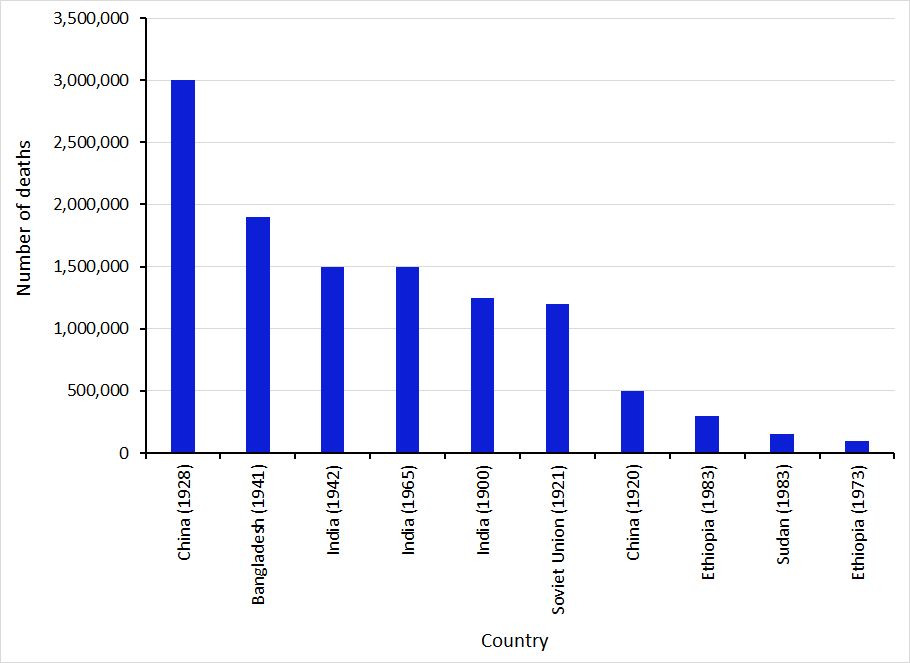 3,500,000
3,000,000
2,500,000
2,000,000
1,500,000
1,000,000
500,000
0
Number of deaths
China (1928)
Bangladesh (1941)
India (1942)
India (1965)
India (1900)
Soviet Union (1921)
China (1920)
Ethiopia (1983)
Sudan (1983)
Ethiopia (1973)
Country